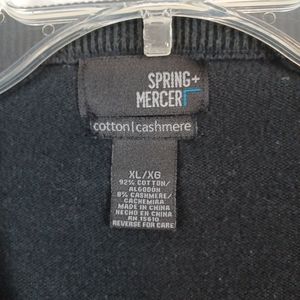 SPRING+
MERCER
cotton|cashmere
XL/XG
92% COTTON/
ALGODON
8% CASHMERE/
CACHEMIRA
MADE IN CHINA
HECHO EN CHINA
RN 15610
REVERSE FOR CARE